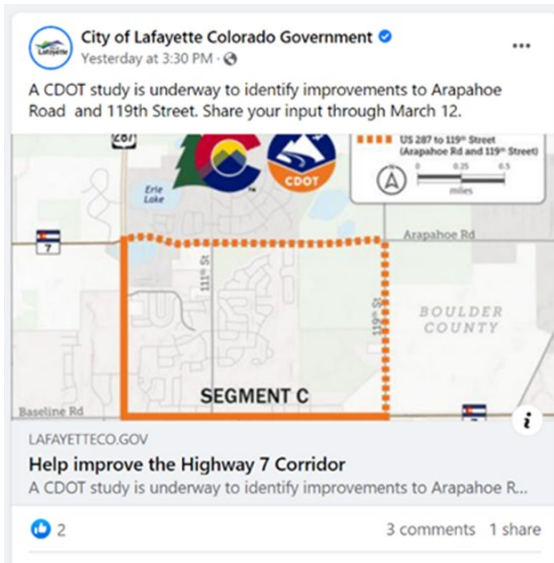 City of Lafayette Colorado Government
Yesterday at 3:30 PM ·
A CDOT study is underway to identify improvements to Arapahoe
Road and 119th Street. Share your input through March 12.
287
US 287 to 119th Street
(Arapahoe Rd and 119th Street)
CDOT
0 0.25 0.5
miles
Erie
Lake
7
Arapahoe Rd
111th St
119th St
BOULDER
COUNTY
SEGMENT C
Baseline Rd
i
LAFAYETTECO.GOV
Help improve the Highway 7 Corridor
A CDOT study is underway to identify improvements to Arapahoe R...
2
3 comments 1 share